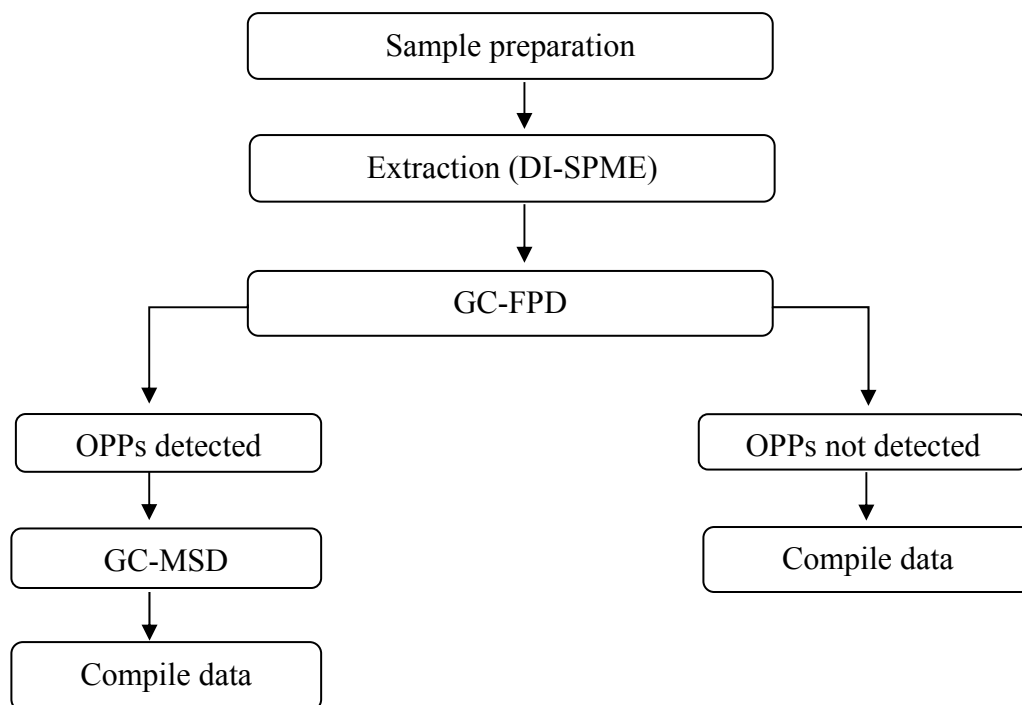 Sample preparation
Extraction (DI-SPME)
GC-FPD
OPPs detected
OPPs not detected
GC-MSD
Compile data
Compile data